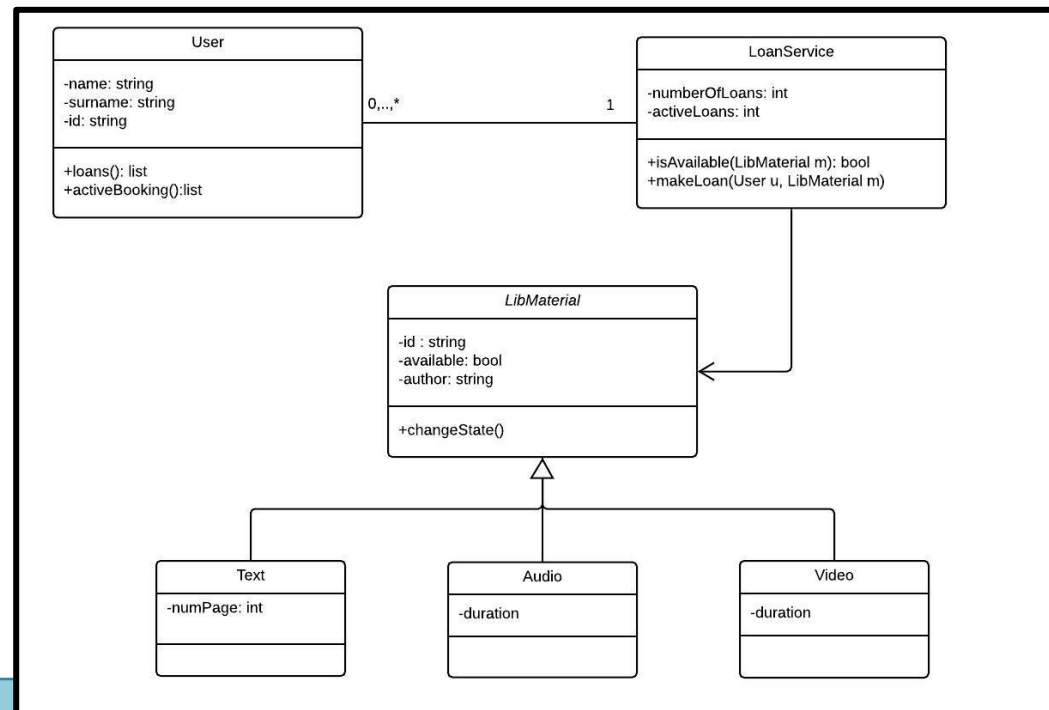 User
-name: string
-surname: string
-id: string
+loans(): list
+activeBooking():list
0,..,*
1
LoanService
-numberOfLoans: int
-activeLoans: int
+isAvailable(LibMaterial m): bool
+makeLoan(User u, LibMaterial m)
LibMaterial
-id : string
-available: bool
-author: string
+changeState()
Text
-numPage: int
Audio
-duration
Video
-duration